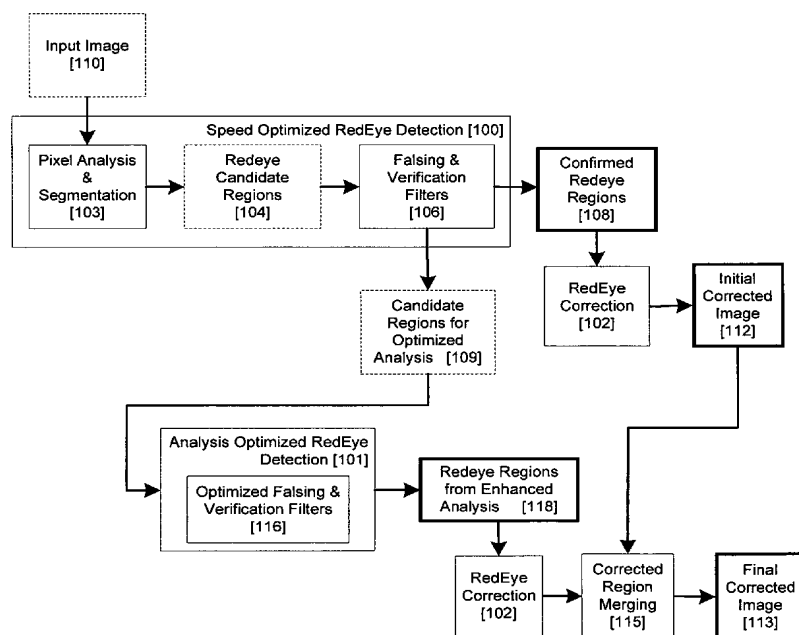 Input Image
[110]
Speed Optimized RedEye Detection [100]
Pixel Analysis
&
Segmentation
[103]
Redeye
Candidate
Regions
[104]
Falsing &
Verification
Filters
[106]
Confirmed
Redeye
Regions
[108]
RedEye
Correction
[102]
Initial
Corrected
Image
[112]
Candidate
Regions for
Optimized
Analysis [109]
Analysis Optimized RedEye
Detection [101]
Optimized Falsing &
Verification Filters
[116]
Redeye Regions
from Enhanced
Analysis [118]
RedEye
Correction
[102]
Corrected
Region
Merging
[115]
Final
Corrected
Image
[113]